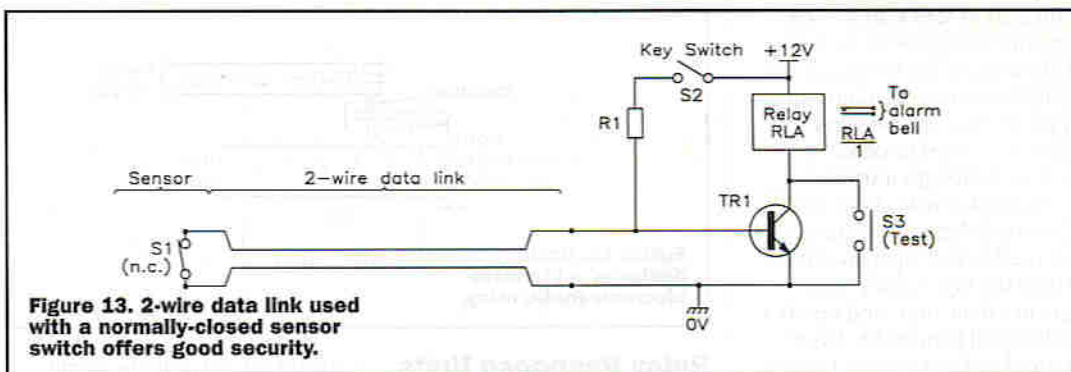 Key Switch
+12V
S2
R1
Relay
RLA
RLA
1
To
alarm
bell
Sensor
2-wire data link
TR1
S3
(Test)
S1
(n.c.)
0V
Figure 13. 2-wire data link used
with a normally-closed sensor
switch offers good security.